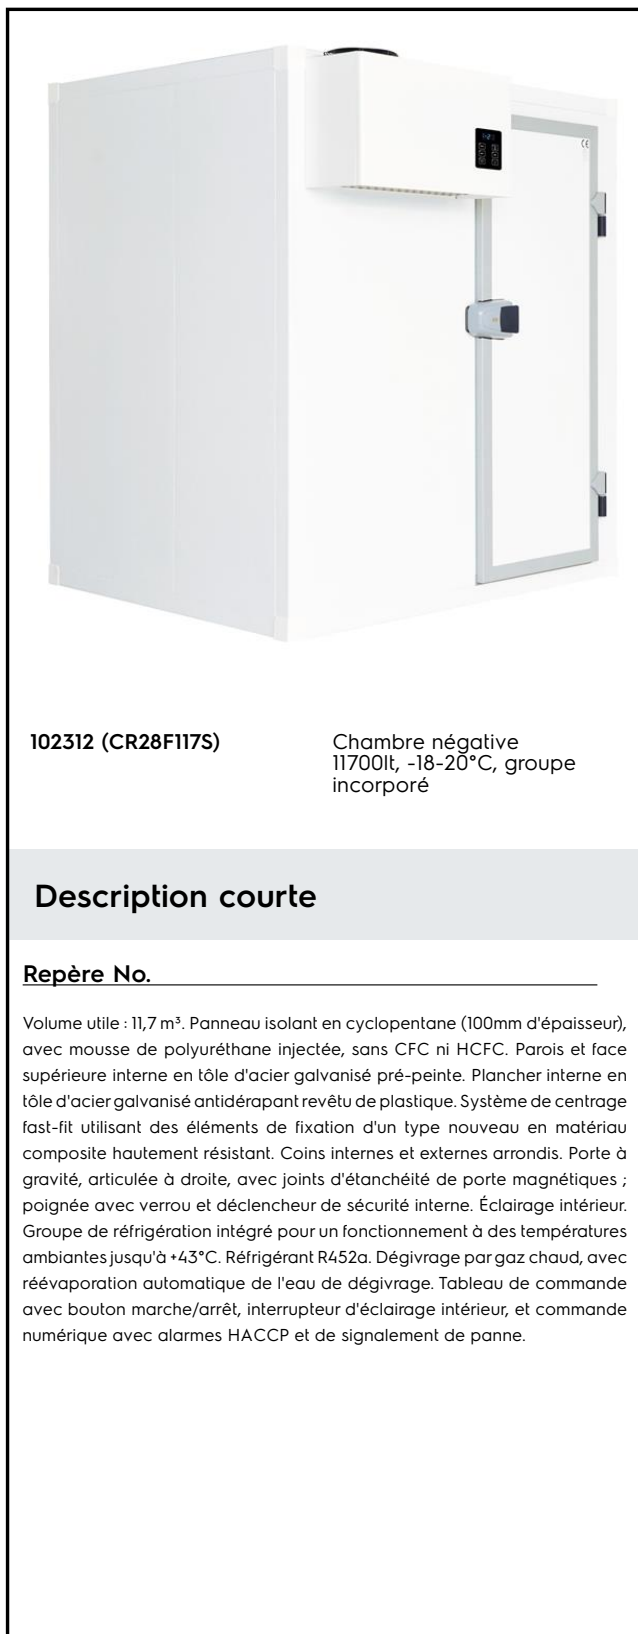 102312 (CR28F117S)
Chambre négative
11700lt, -18-20°C, groupe
incorporé
Description courte
Repère No.
Volume utile : 11,7 m³. Panneau isolant en cyclopentane (100mm d'épaisseur),
avec mousse de polyuréthane injectée, sans CFC ni HCFC. Parois et face
supérieure interne en tôle d'acier galvanisé pré-peinte. Plancher interne en
tôle d'acier galvanisé antidérapant revêtu de plastique. Système de centrage
fast-fit utilisant des éléments de fixation d'un type nouveau en matériau
composite hautement résistant. Coins internes et externes arrondis. Porte à
gravité, articulée à droite, avec joints d'étanchéité de porte magnétiques ;
poignée avec verrou et déclencheur de sécurité interne. Éclairage intérieur.
Groupe de réfrigération intégré pour un fonctionnement à des températures
ambiantes jusqu'à +43°C. Réfrigérant R452a. Dégivrage par gaz chaud, avec
réévaporation automatique de l'eau de dégivrage. Tableau de commande
avec bouton marche/arrêt, interrupteur d'éclairage intérieur, et commande
numérique avec alarmes HACCP et de signalement de panne.